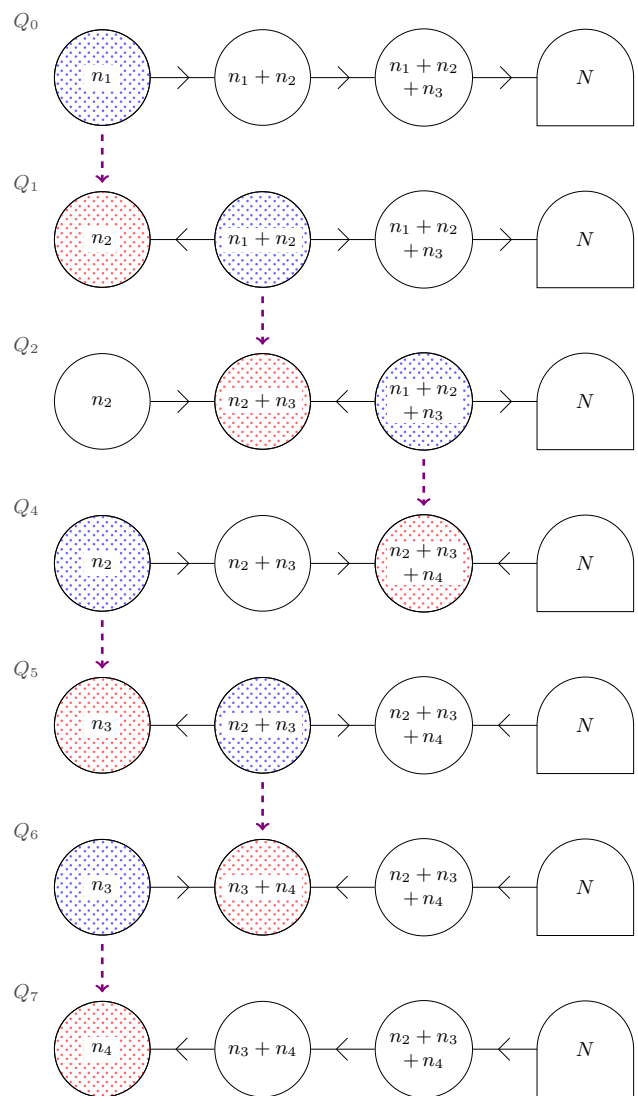 Q₀
n₁ n₁ + n₂ n₁ + n₂ + n₃ N
Q₁
n₂ n₁ + n₂ n₁ + n₂ + n₃ N
Q₂
n₂ n₂ + n₃ n₁ + n₂ + n₃ N
Q₄
n₂ n₂ + n₃ n₂ + n₃ + n₄ N
Q₅
n₃ n₂ + n₃ n₂ + n₃ + n₄ N
Q₆
n₃ n₃ + n₄ n₂ + n₃ + n₄ N
Q₇
n₄ n₃ + n₄ n₂ + n₃ + n₄ N